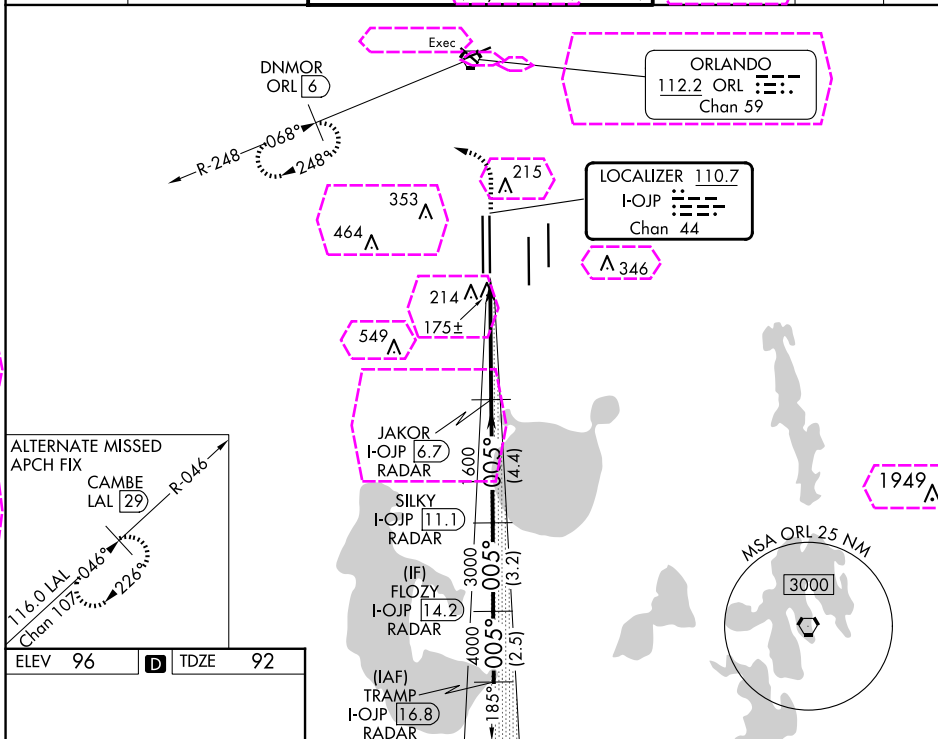 Exec
DNMOR
ORL 6
ORLANDO
112.2 ORL
Chan 59
R-248
068°
248°
215
LOCALIZER 110.7
I-OJP
Chan 44
353
464
346
214
175±
549
JAKOR
I-OJP 6.7
RADAR
1600
005°
(4.4)
ALTERNATE MISSED
APCH FIX
CAMBE
LAL 29
R-046
046°
226°
116.0 LAL
Chan 107
SILKY
I-OJP 11.1
RADAR
3000
005°
(3.2)
1949
MSA ORL 25 NM
3000
(IF)
FLOZY
I-OJP 14.2
RADAR
4000
005°
(2.5)
(IAF)
TRAMP
I-OJP 16.8
RADAR
185°
ELEV 96 D TDZE 92